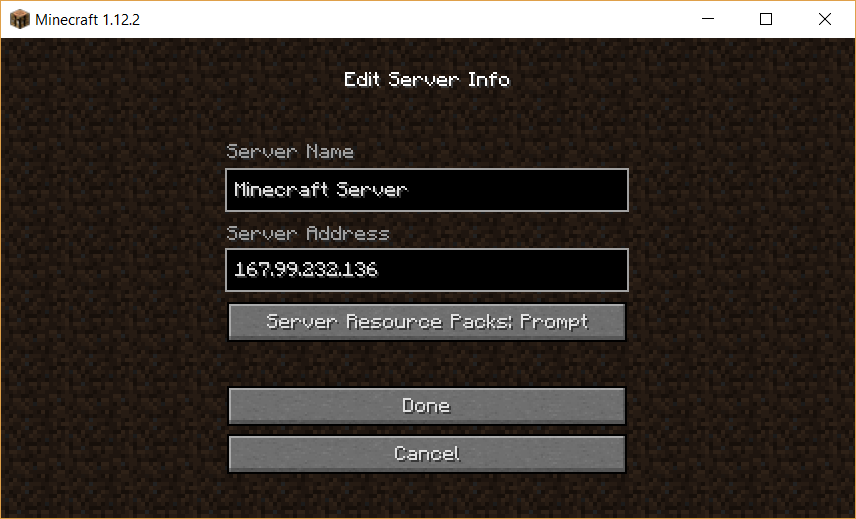 Minecraft 1.12.2
Edit Server Info
Server Name
Minecraft Server
Server Address
167.99.232.136
Server Resource Packs: Prompt
Done
Cancel